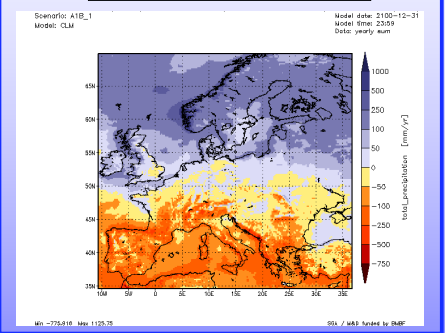 Scenario: A1B_1
Model: CLM
Model date: 2100-12-31
Model time: 23:59
Data: yearly sum
65N
60N
55N
50N
45N
40N
35N
10W 5W 0 5E 10E 15E 20E 25E 30E 35E
1000
500
250
100
50
0
-50
-100
-250
-500
-750
total_precipitation [mm/yr]
Min -775.816 Max 1125.75
SGA / M&D funded by BMBF